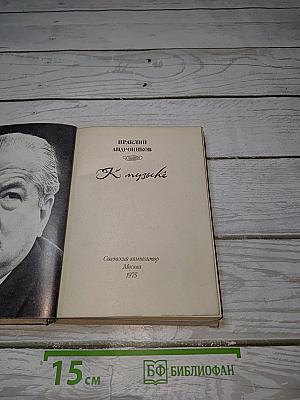 ИРАКЛИЙ
АНДРОНИКОВ
К музыке
Советский композитор
Москва
1975
15 см
БФ БИБЛИОФАН